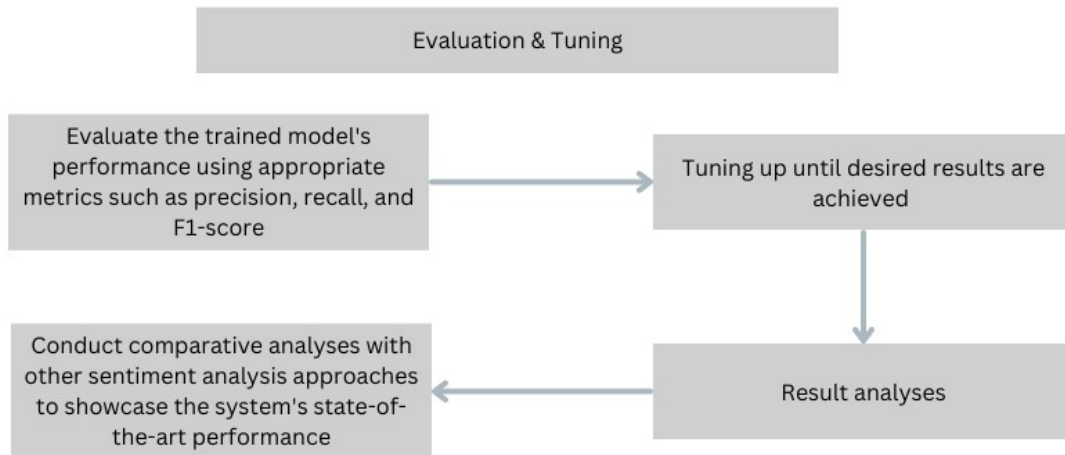 Evaluation & Tuning
Evaluate the trained model's
performance using appropriate
metrics such as precision, recall, and
F1-score
Tuning up until desired results are
achieved
Result analyses
Conduct comparative analyses with
other sentiment analysis approaches
to showcase the system's state-of-
the-art performance